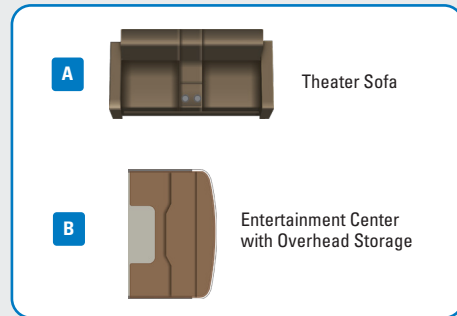 A
Theater Sofa
B
Entertainment Center
with Overhead Storage